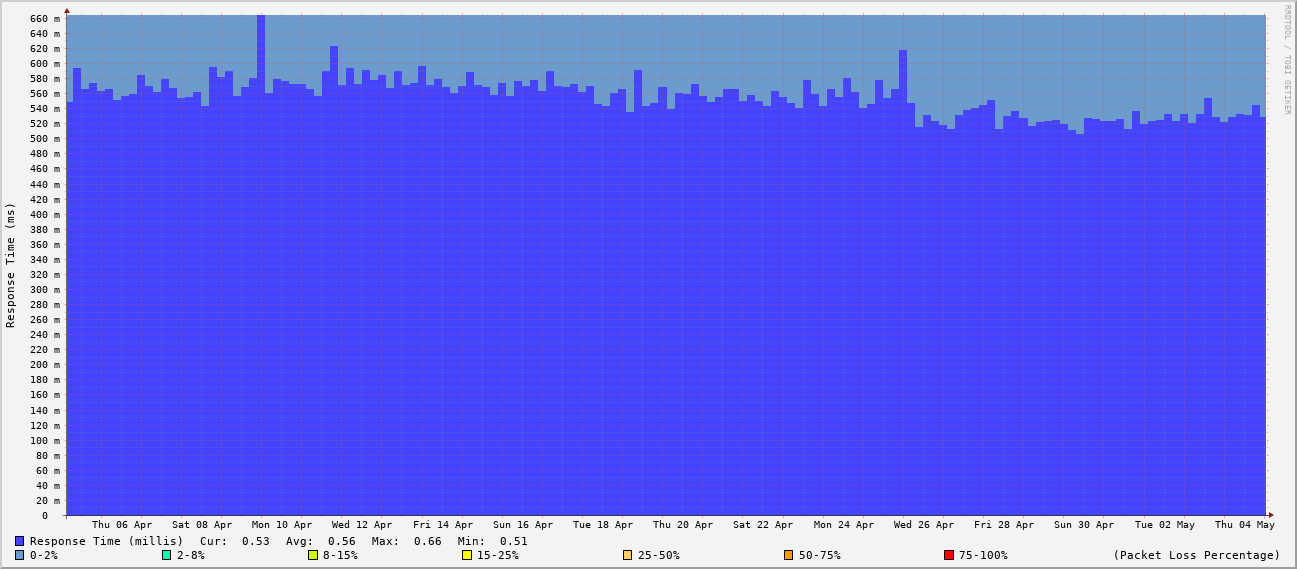 660 m
640 m
620 m
600 m
580 m
560 m
540 m
520 m
500 m
480 m
460 m
440 m
420 m
400 m
380 m
360 m
340 m
320 m
300 m
280 m
260 m
240 m
220 m
200 m
180 m
160 m
140 m
120 m
100 m
80 m
60 m
40 m
20 m
0
Response Time (ms)
RRDTOOL / TOBI OETIKER
Thu 06 Apr Sat 08 Apr Mon 10 Apr Wed 12 Apr Fri 14 Apr Sun 16 Apr Tue 18 Apr Thu 20 Apr Sat 22 Apr Mon 24 Apr Wed 26 Apr Fri 28 Apr Sun 30 Apr Tue 02 May Thu 04 May
Response Time (millis) Cur: 0.53 Avg: 0.56 Max: 0.66 Min: 0.51
0-2% 2-8% 8-15% 15-25% 25-50% 50-75% 75-100% (Packet Loss Percentage)